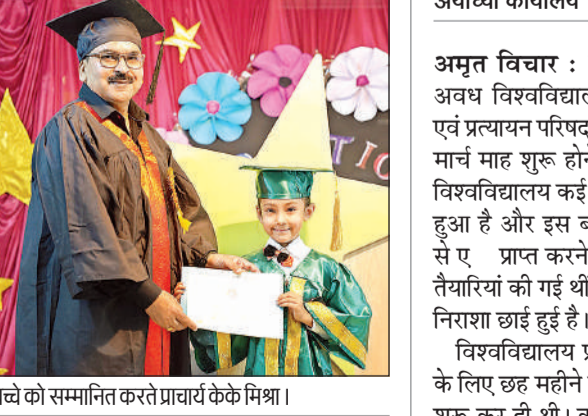 T I C
च्चे को सम्मानित करते प्राचार्य केके मिश्रा।
अयोध्या कार्यालय
अमृत विचार :
अवध विश्वविद्याल
एवं प्रत्यायन परिषद
मार्च माह शुरू होने
विश्वविद्यालय कई
हुआ है और इस ब
से ए प्राप्त करने
तैयारियां की गई थीं
निराशा छाई हुई है।
विश्वविद्यालय प्र
के लिए छह महीने